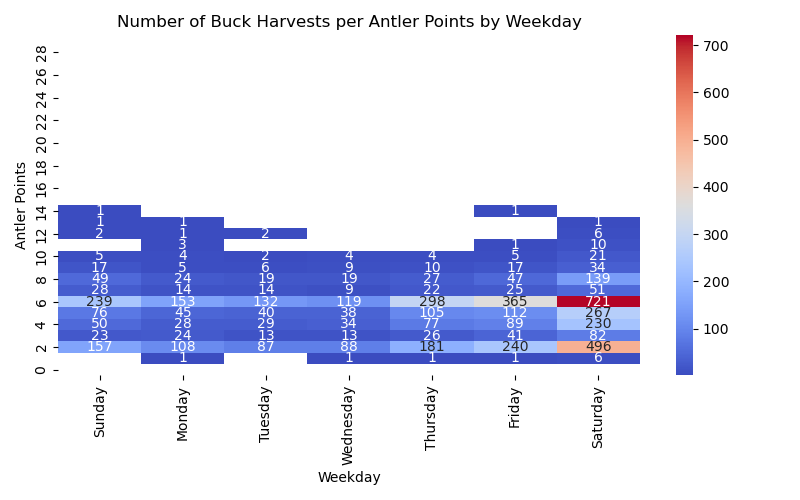 Number of Buck Harvests per Antler Points by Weekday
28
26
24
22
20
18
16
14 1 1
1 1 1
12 2 1 2 6
3 1 10
10 5 4 2 4 4 5 21
17 5 6 9 10 17 34
8 49 24 19 19 27 47 139
28 14 14 9 22 25 51
6 239 153 132 119 298 365 721
76 45 40 38 105 112 267
4 50 28 29 34 77 89 230
23 24 13 13 26 41 82
2 157 108 87 88 181 240 496
1 1 1 1 6
0
Antler Points
Sunday Monday Tuesday Wednesday Thursday Friday Saturday
Weekday
700
600
500
400
300
200
100